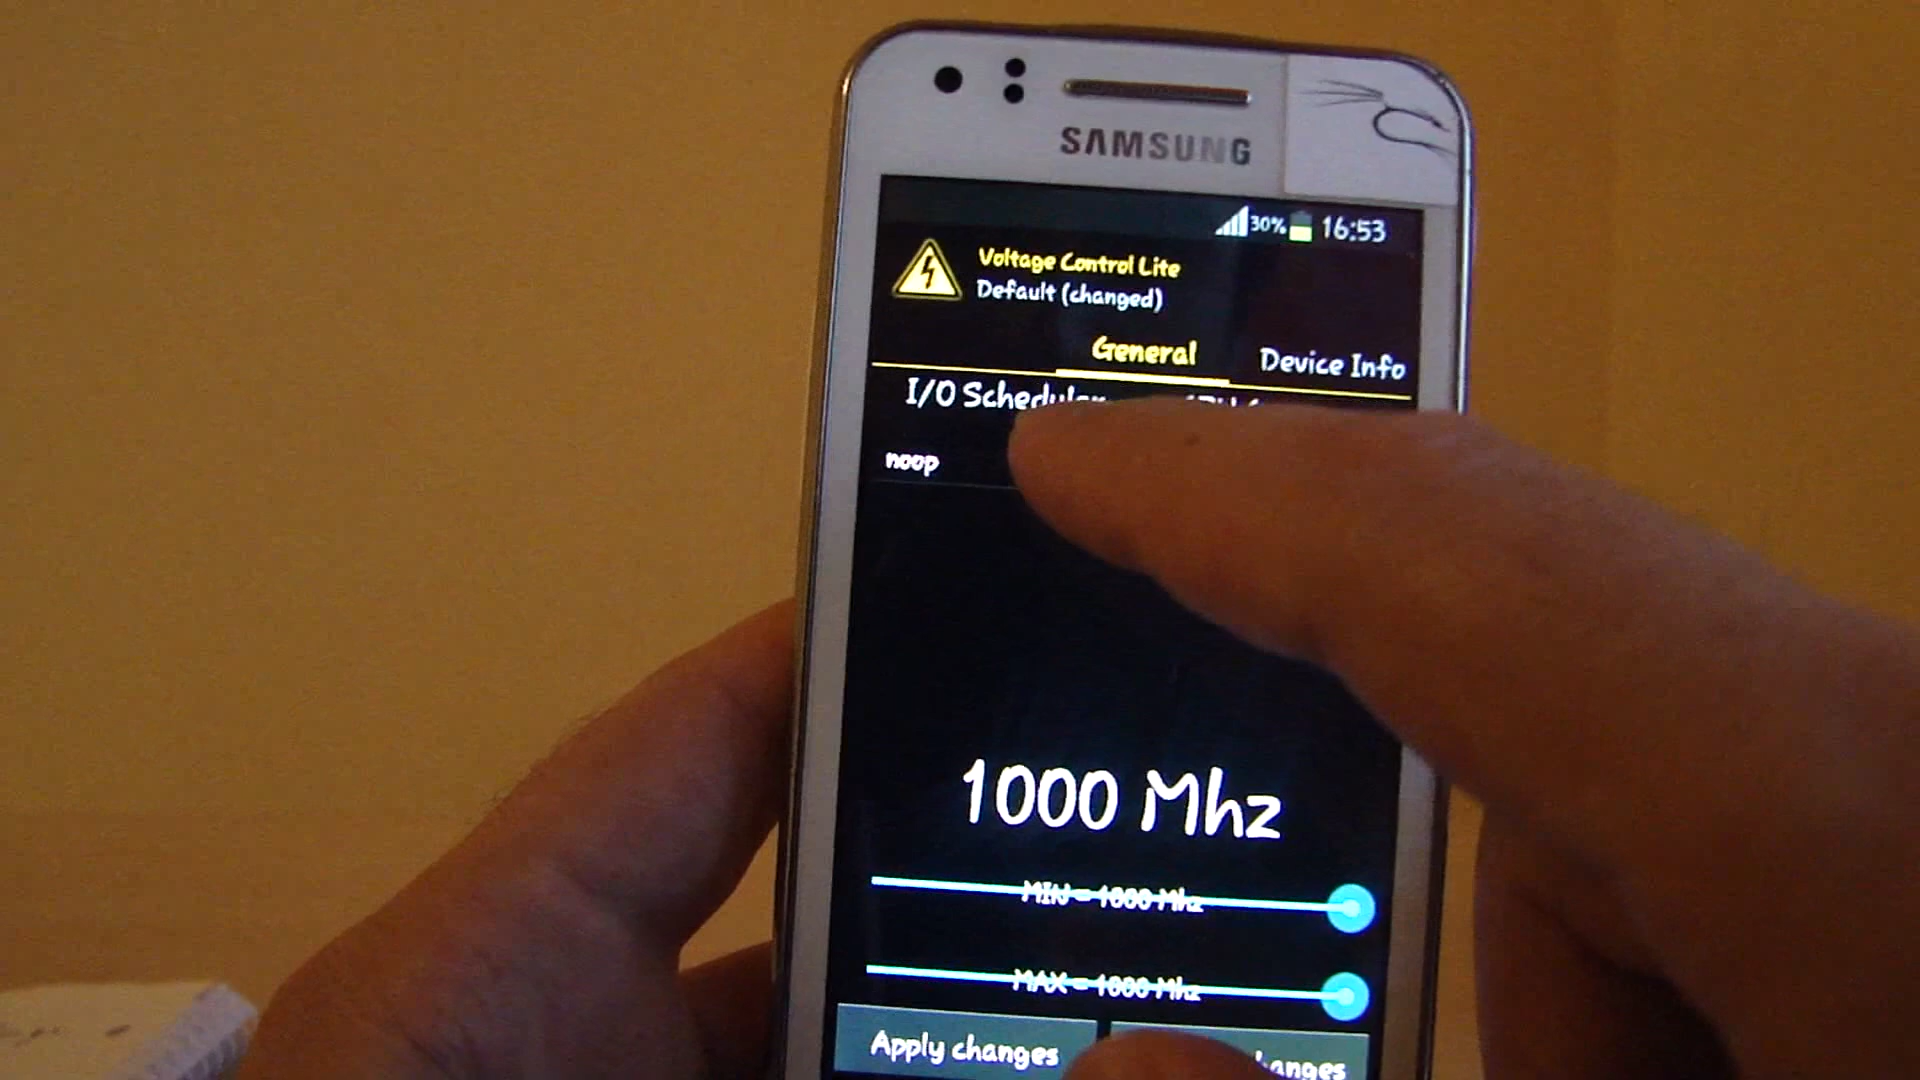 SAMSUNG
30% 16:53
Voltage Control Lite
Default (changed)
General Device Info
I/O Scheduler
noop
1000 Mhz
MIN = 1000 Mhz
MAX = 1000 Mhz
Apply changes